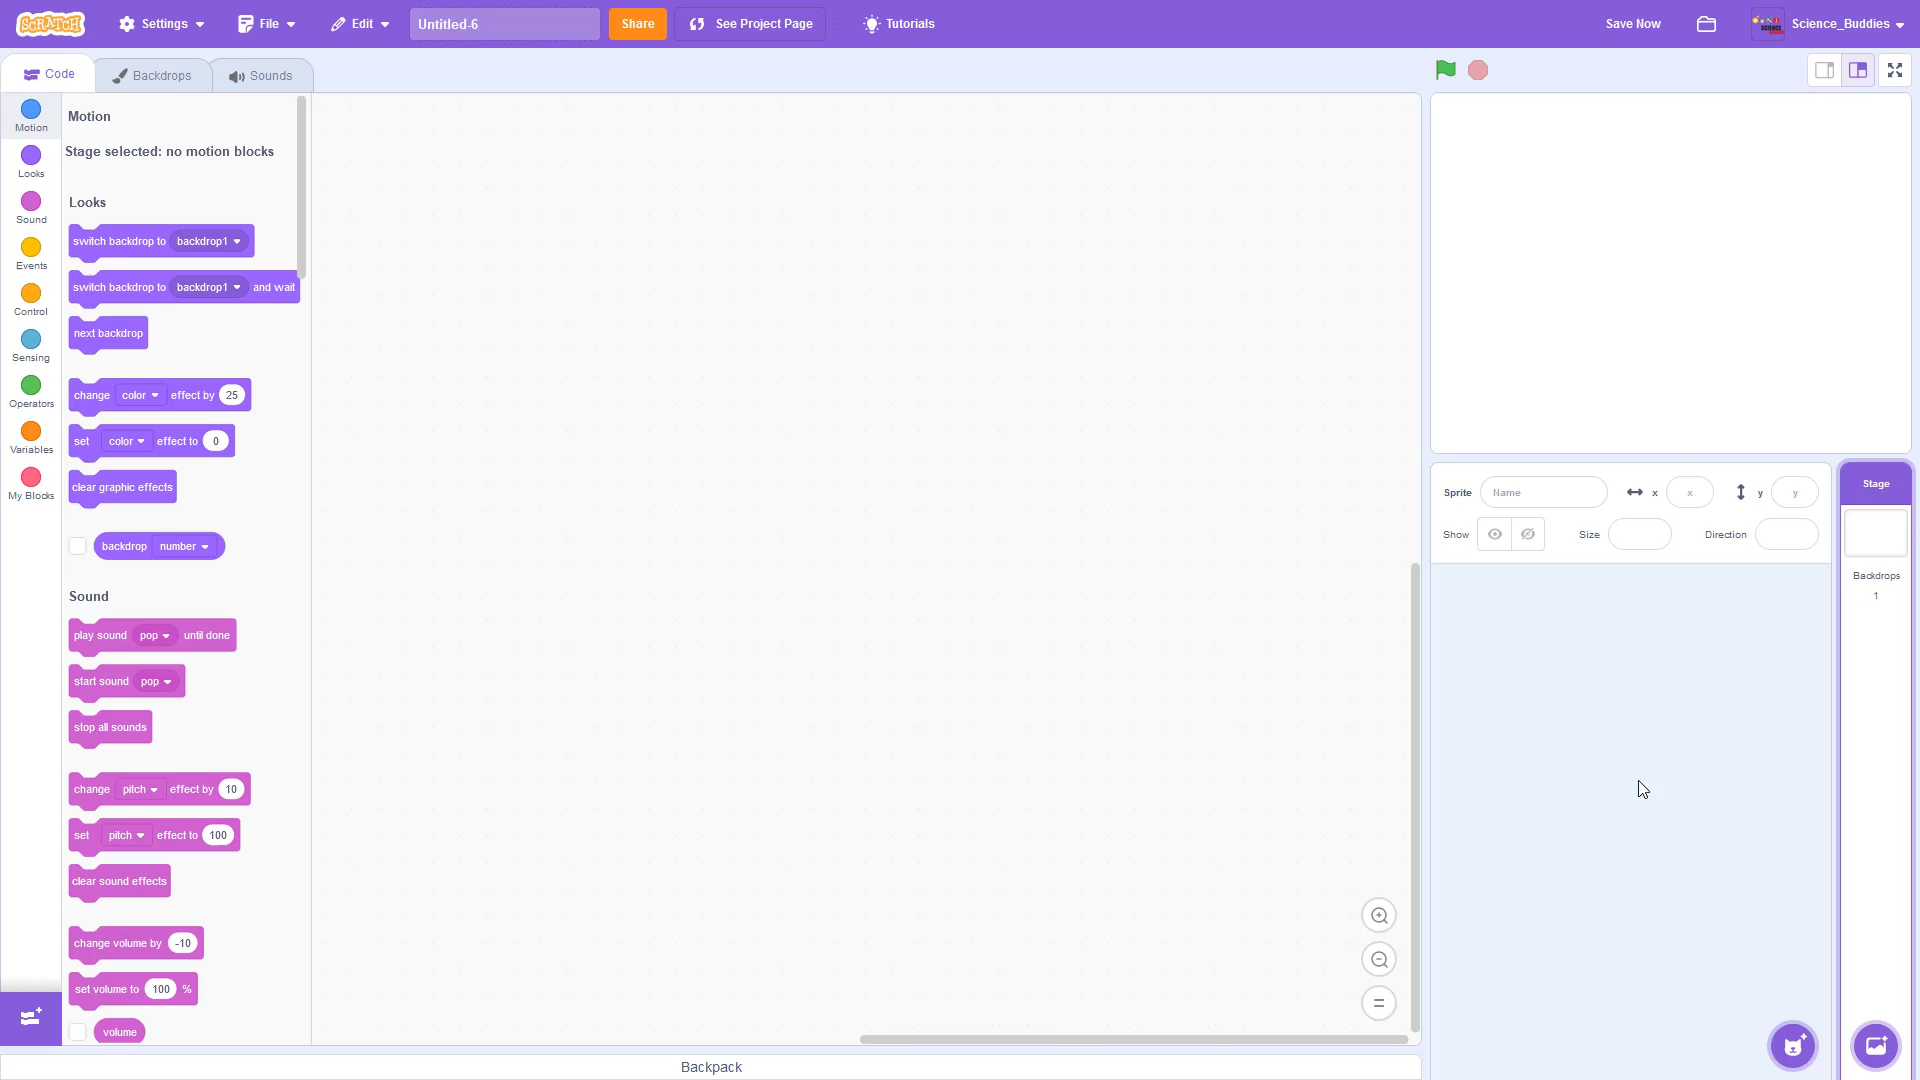 SCRATCH
Settings
File
Edit
Untitled-6
Share
See Project Page
Tutorials
Save Now
Science_Buddies
Code
Backdrops
Sounds
Motion
Looks
Sound
Events
Control
Sensing
Operators
Variables
My Blocks
Motion
Stage selected: no motion blocks
Looks
switch backdrop to backdrop1
switch backdrop to backdrop1 and wait
next backdrop
change color effect by 25
set color effect to 0
clear graphic effects
backdrop number
Sound
play sound pop until done
start sound pop
stop all sounds
change pitch effect by 10
set pitch effect to 100
clear sound effects
change volume by -10
set volume to 100 %
volume
Sprite Name x x y y
Show Size Direction
Stage
Backdrops
1
Backpack